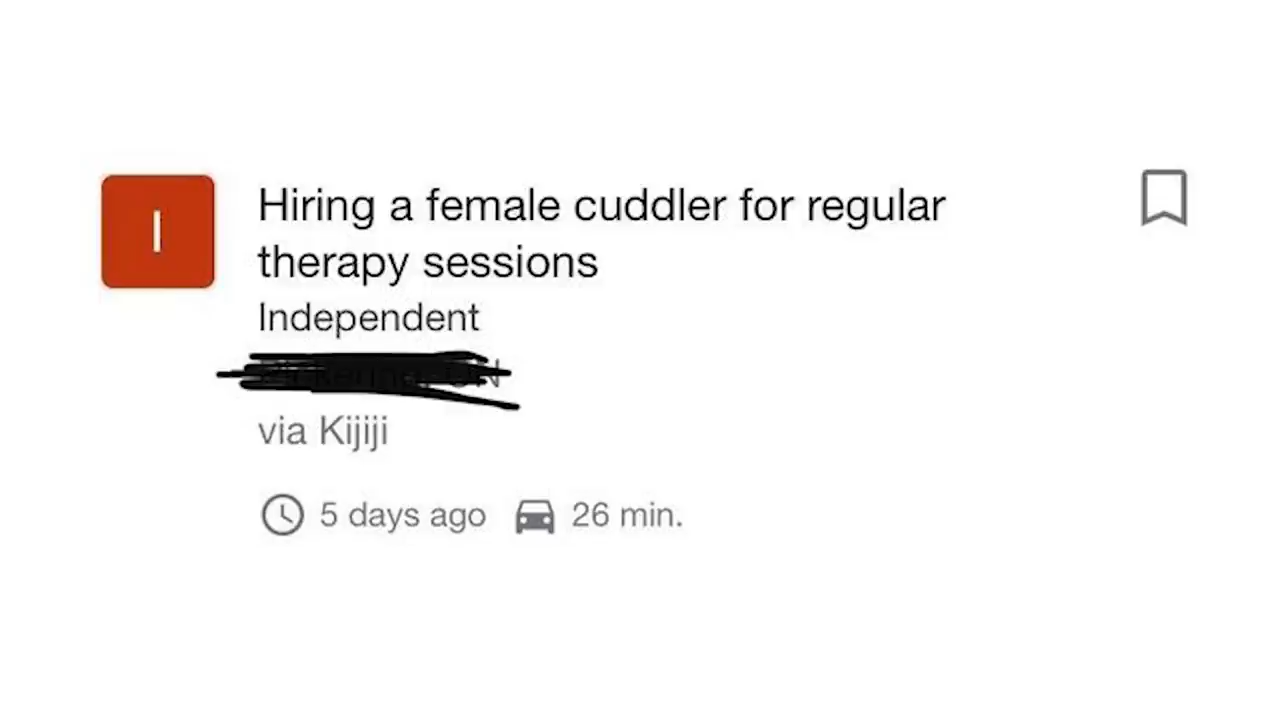 I
Hiring a female cuddler for regular
therapy sessions
Independent
via Kijiji
5 days ago 26 min.